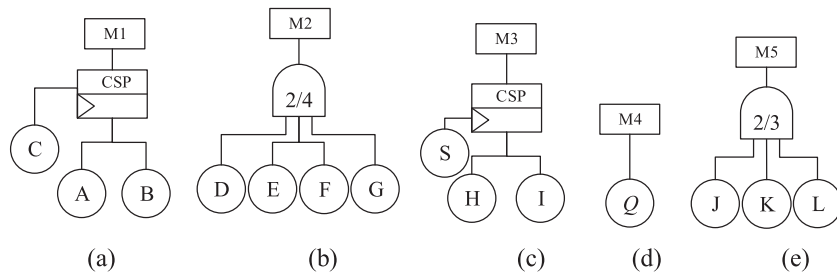 M1
CSP
C
A B
(a)
M2
2/4
D E F G
(b)
M3
CSP
S
H I
(c)
M4
Q
(d)
M5
2/3
J K L
(e)